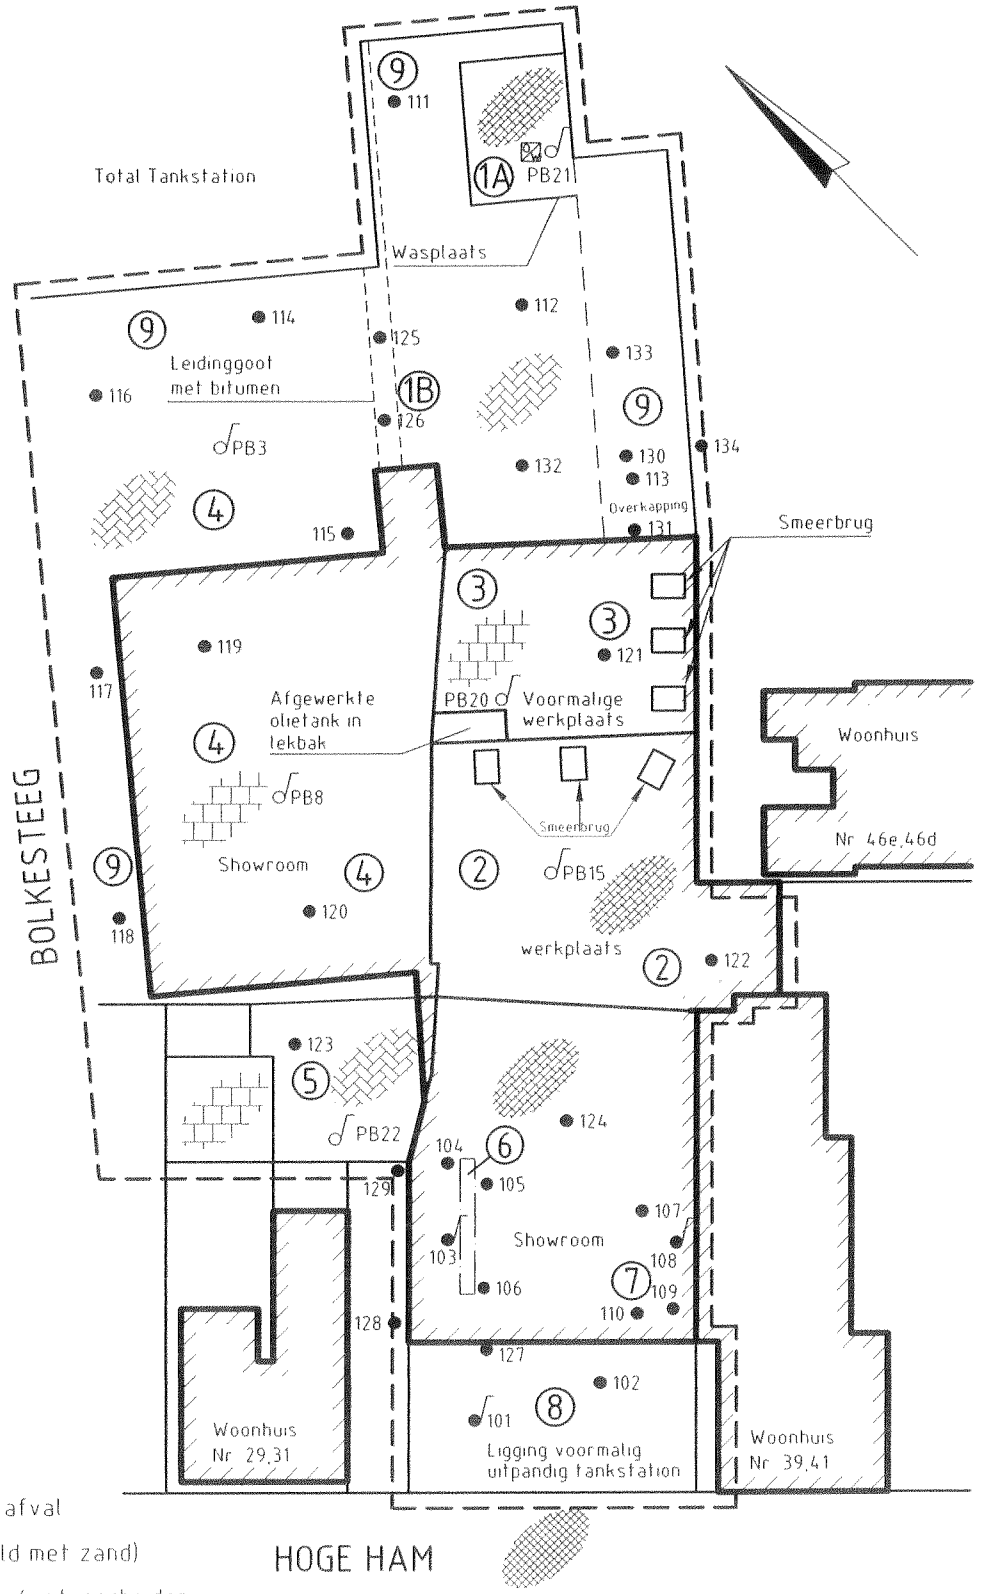 9
111
Total Tankstation
1A
PB21
Wasplaats
9
114
112
125
133
Leidinggoot
met bitumen
116
1B
9
126
PB3
134
132
130
113
4
Overkapping
115
131
Smeerbrug
3
3
119
121
117
Afgewerkte
olietank in
lekbak
PB20
Voormalige
werkplaats
4
Woonhuis
PB8
Smeerbrug
Nr 46e,46d
BOLKESTEEG
Showroom
9
4
2
PB15
120
118
werkplaats
2
122
123
5
PB22
124
104
6
129
105
107
103
Showroom
108
7
109
106
110
128
127
102
101
8
Woonhuis
Nr 29,31
Ligging voormalig
uitpandig tankstation
Woonhuis
Nr 39,41
afval
ld met zand)
HOGE HAM